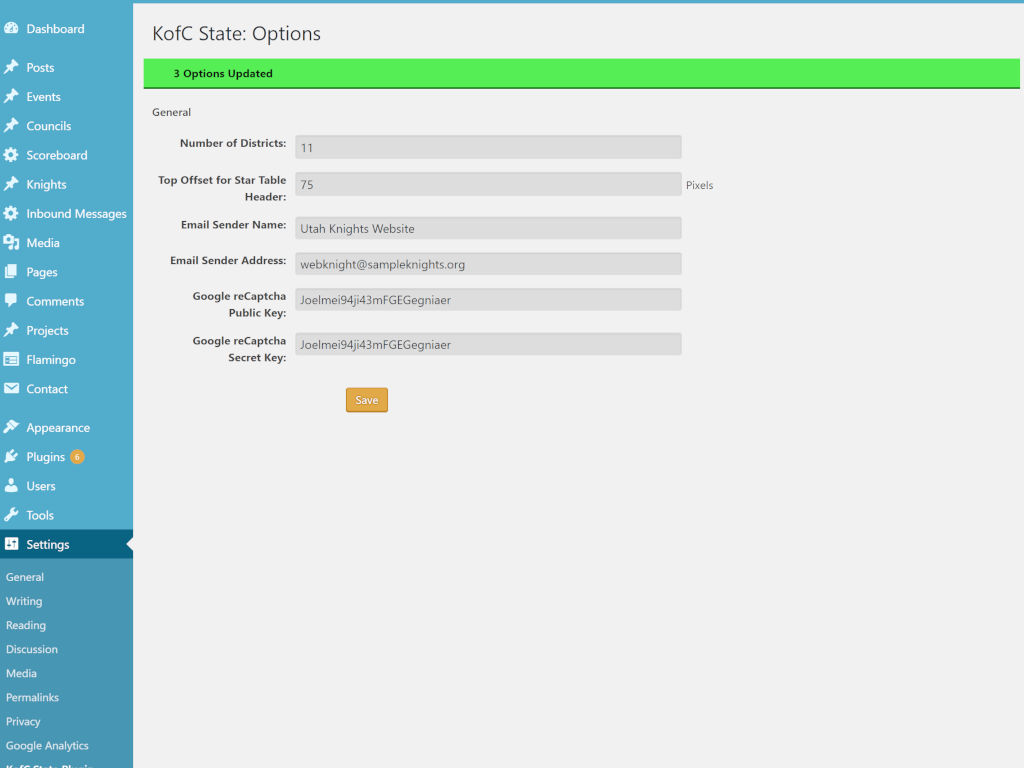 Dashboard
Posts
Events
Councils
Scoreboard
Knights
Inbound Messages
Media
Pages
Comments
Projects
Flamingo
Contact
Appearance
Plugins 6
Users
Tools
Settings
General
Writing
Reading
Discussion
Media
Permalinks
Privacy
Google Analytics
KofC State Plugin
KofC State: Options
3 Options Updated
General
Number of Districts: 11
Top Offset for Star Table
Header: 75 Pixels
Email Sender Name: Utah Knights Website
Email Sender Address: webknight@sampleknights.org
Google reCaptcha
Public Key: Joelmei94ji43mFGEGegniaer
Google reCaptcha
Secret Key: Joelmei94ji43mFGEGegniaer
Save